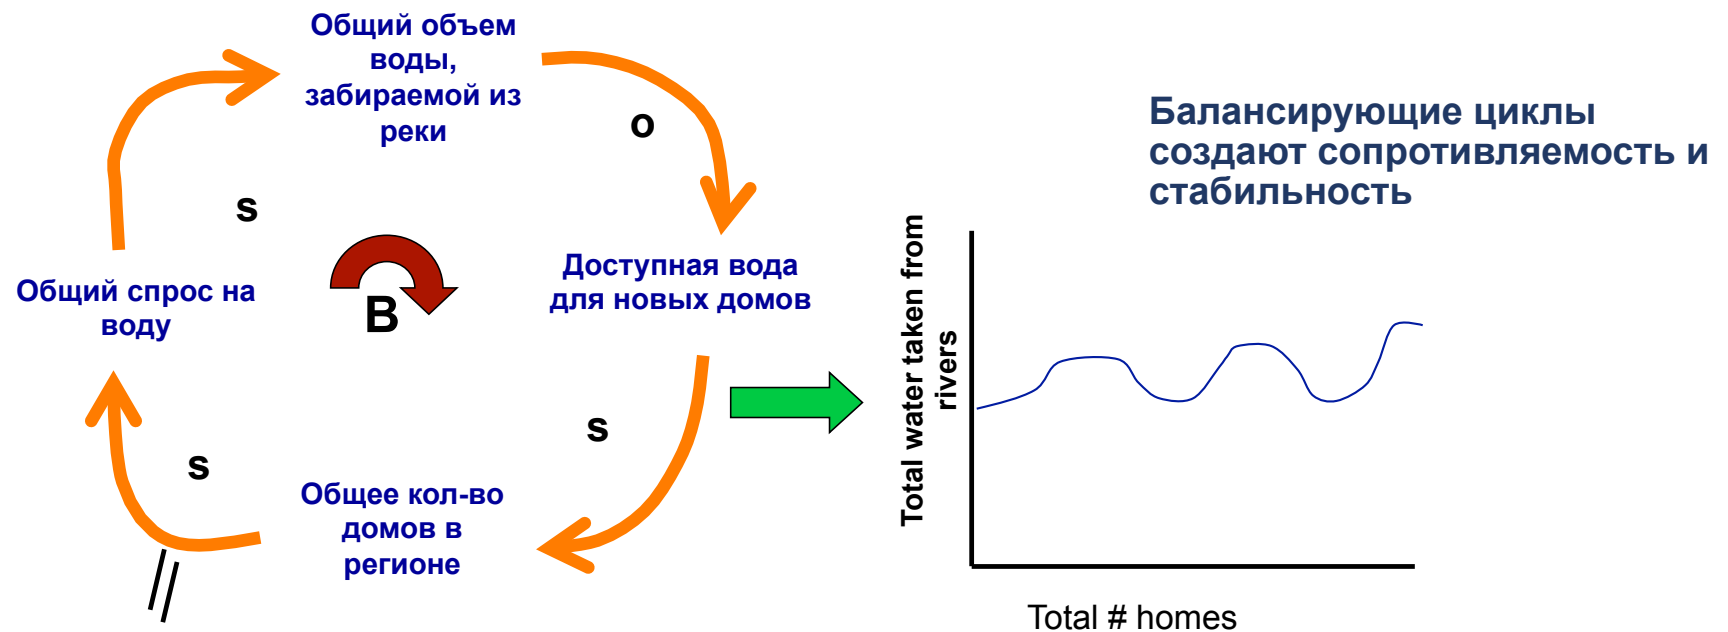 Общий объем
воды,
забираемой из
реки
o
s
Доступная вода
для новых домов
B
Общий спрос на
воду
s
s
Общее кол-во
домов в
регионе
Балансирующие циклы
создают сопротивляемость и
стабильность
Total water taken from
rivers
Total # homes